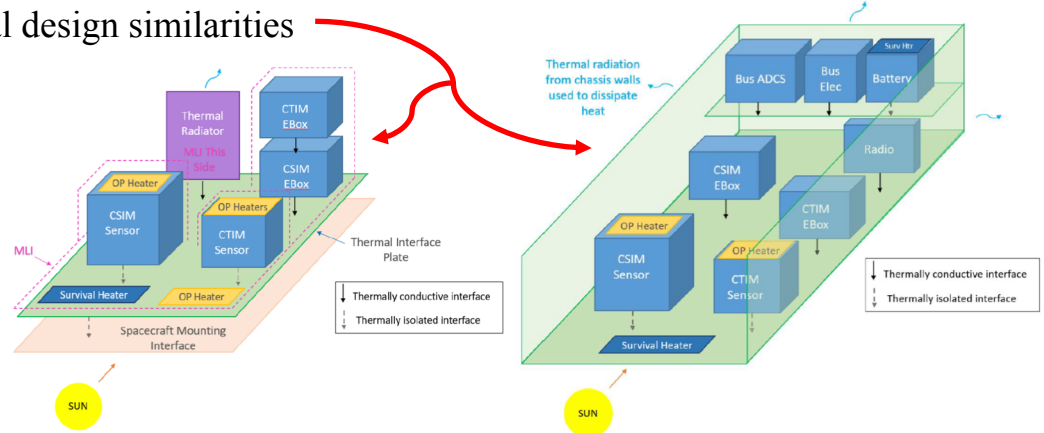 l design similarities
Thermal
Radiator
MLI This
Side
CTIM
EBox
CSIM
EBox
OP Heater
CSIM
Sensor
OP Heaters
CTIM
Sensor
MLI
Survival Heater
OP Heater
Thermal Interface
Plate
Spacecraft Mounting
Interface
Thermally conductive interface
Thermally isolated interface
SUN
Thermal radiation
from chassis walls
used to dissipate
heat
Bus ADCS
Bus
Elec
Surv Htr
Battery
Radio
CSIM
EBox
CTIM
EBox
OP Heater
CSIM
Sensor
OP Heater
CTIM
Sensor
Survival Heater
Thermally conductive interface
Thermally isolated interface
SUN